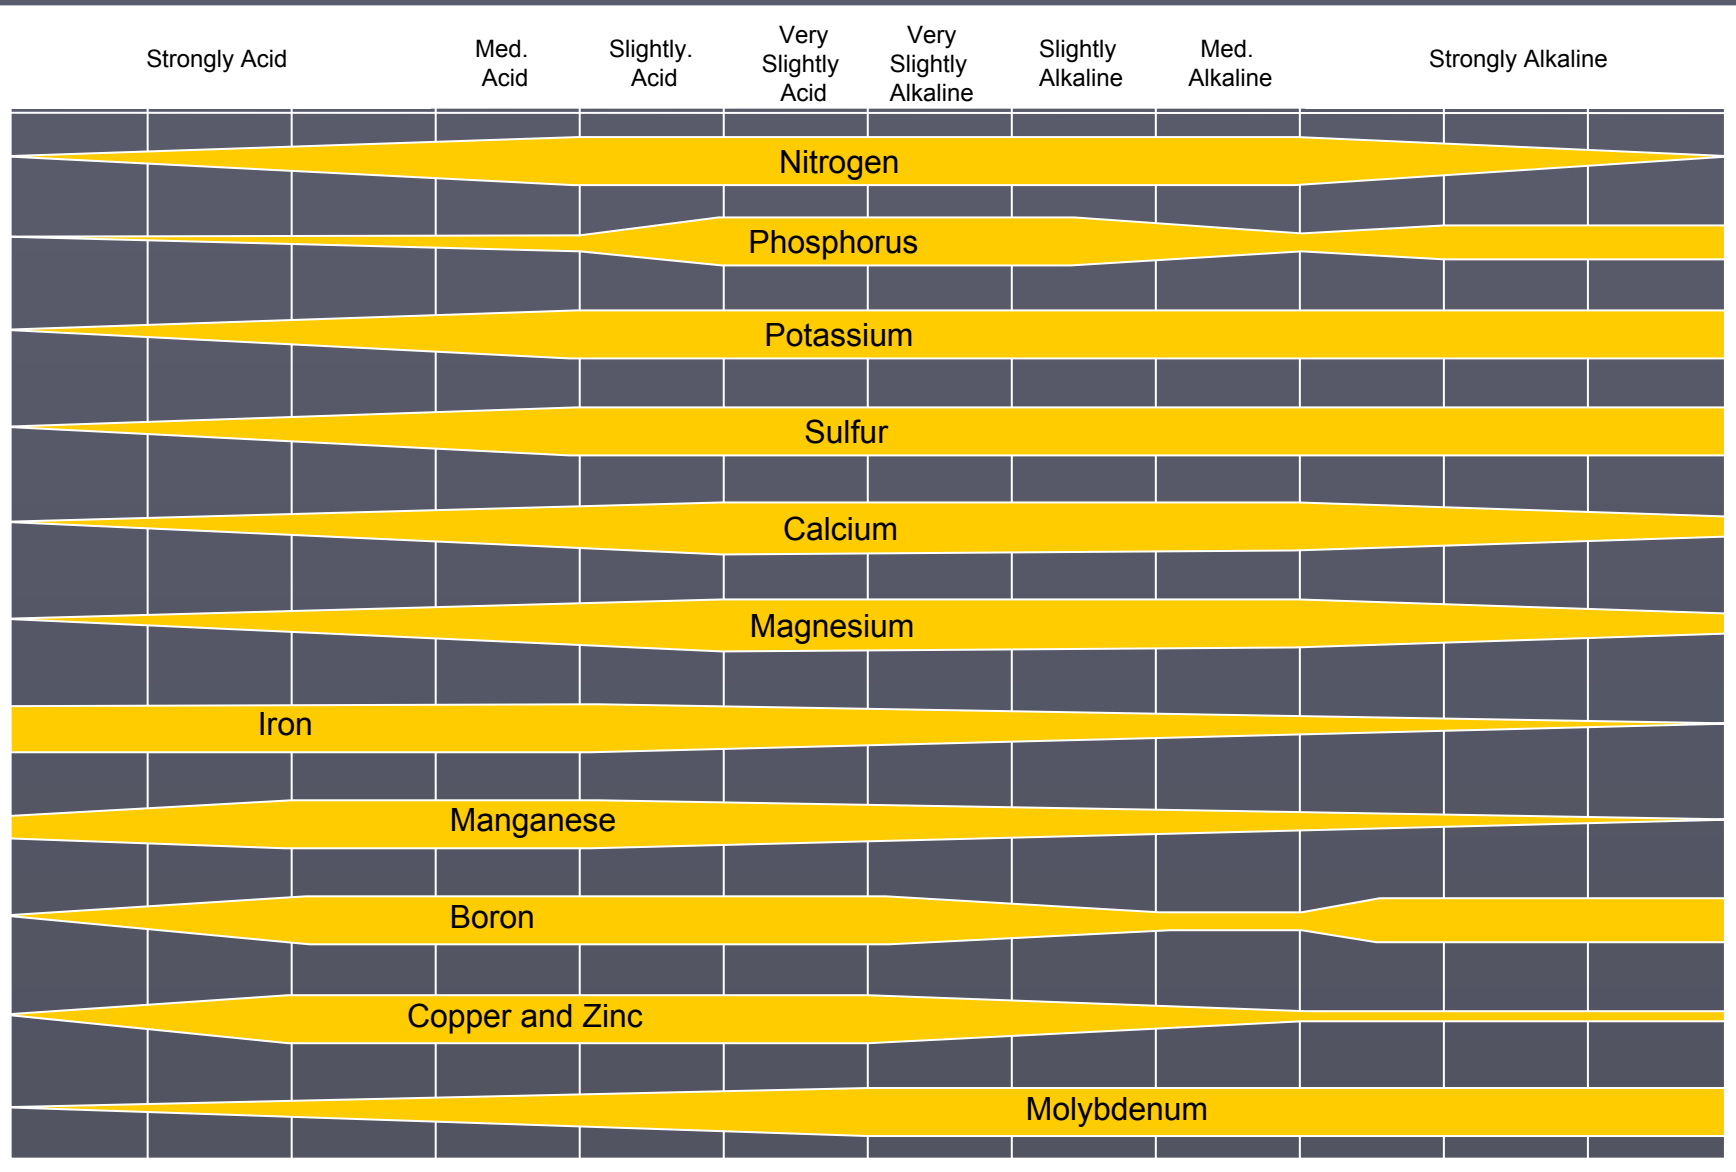 Strongly Acid
Med.
Acid
Slightly.
Acid
Very
Slightly
Acid
Very
Slightly
Alkaline
Slightly
Alkaline
Med.
Alkaline
Strongly Alkaline
Nitrogen
Phosphorus
Potassium
Sulfur
Calcium
Magnesium
Iron
Manganese
Boron
Copper and Zinc
Molybdenum